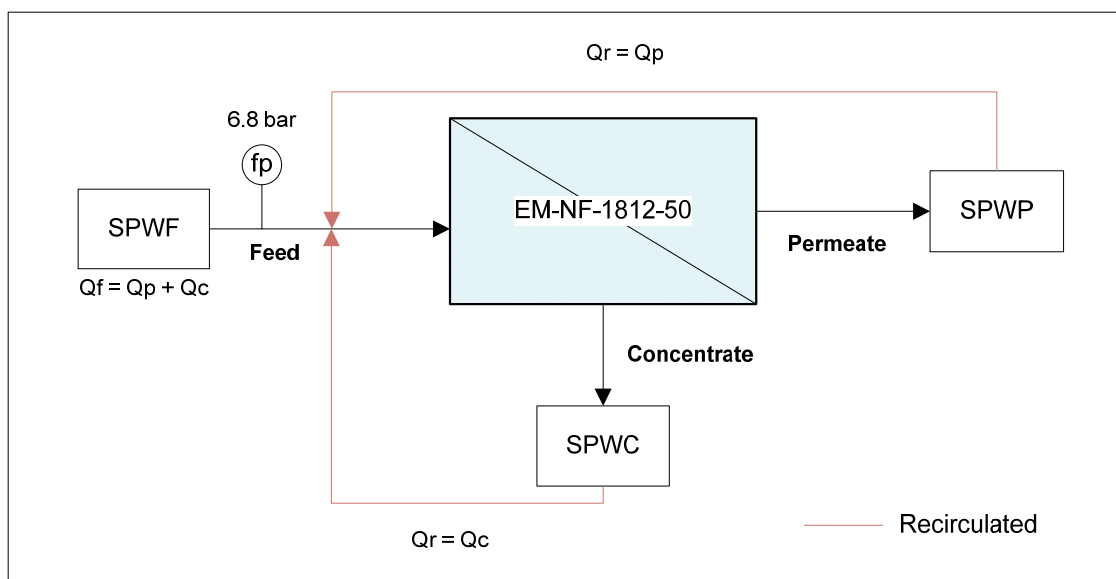 Qr = Qp
6.8 bar
fp
SPWF
Feed
Qf = Qp + Qc
EM-NF-1812-50
Permeate
SPWP
Concentrate
SPWC
Qr = Qc
Recirculated